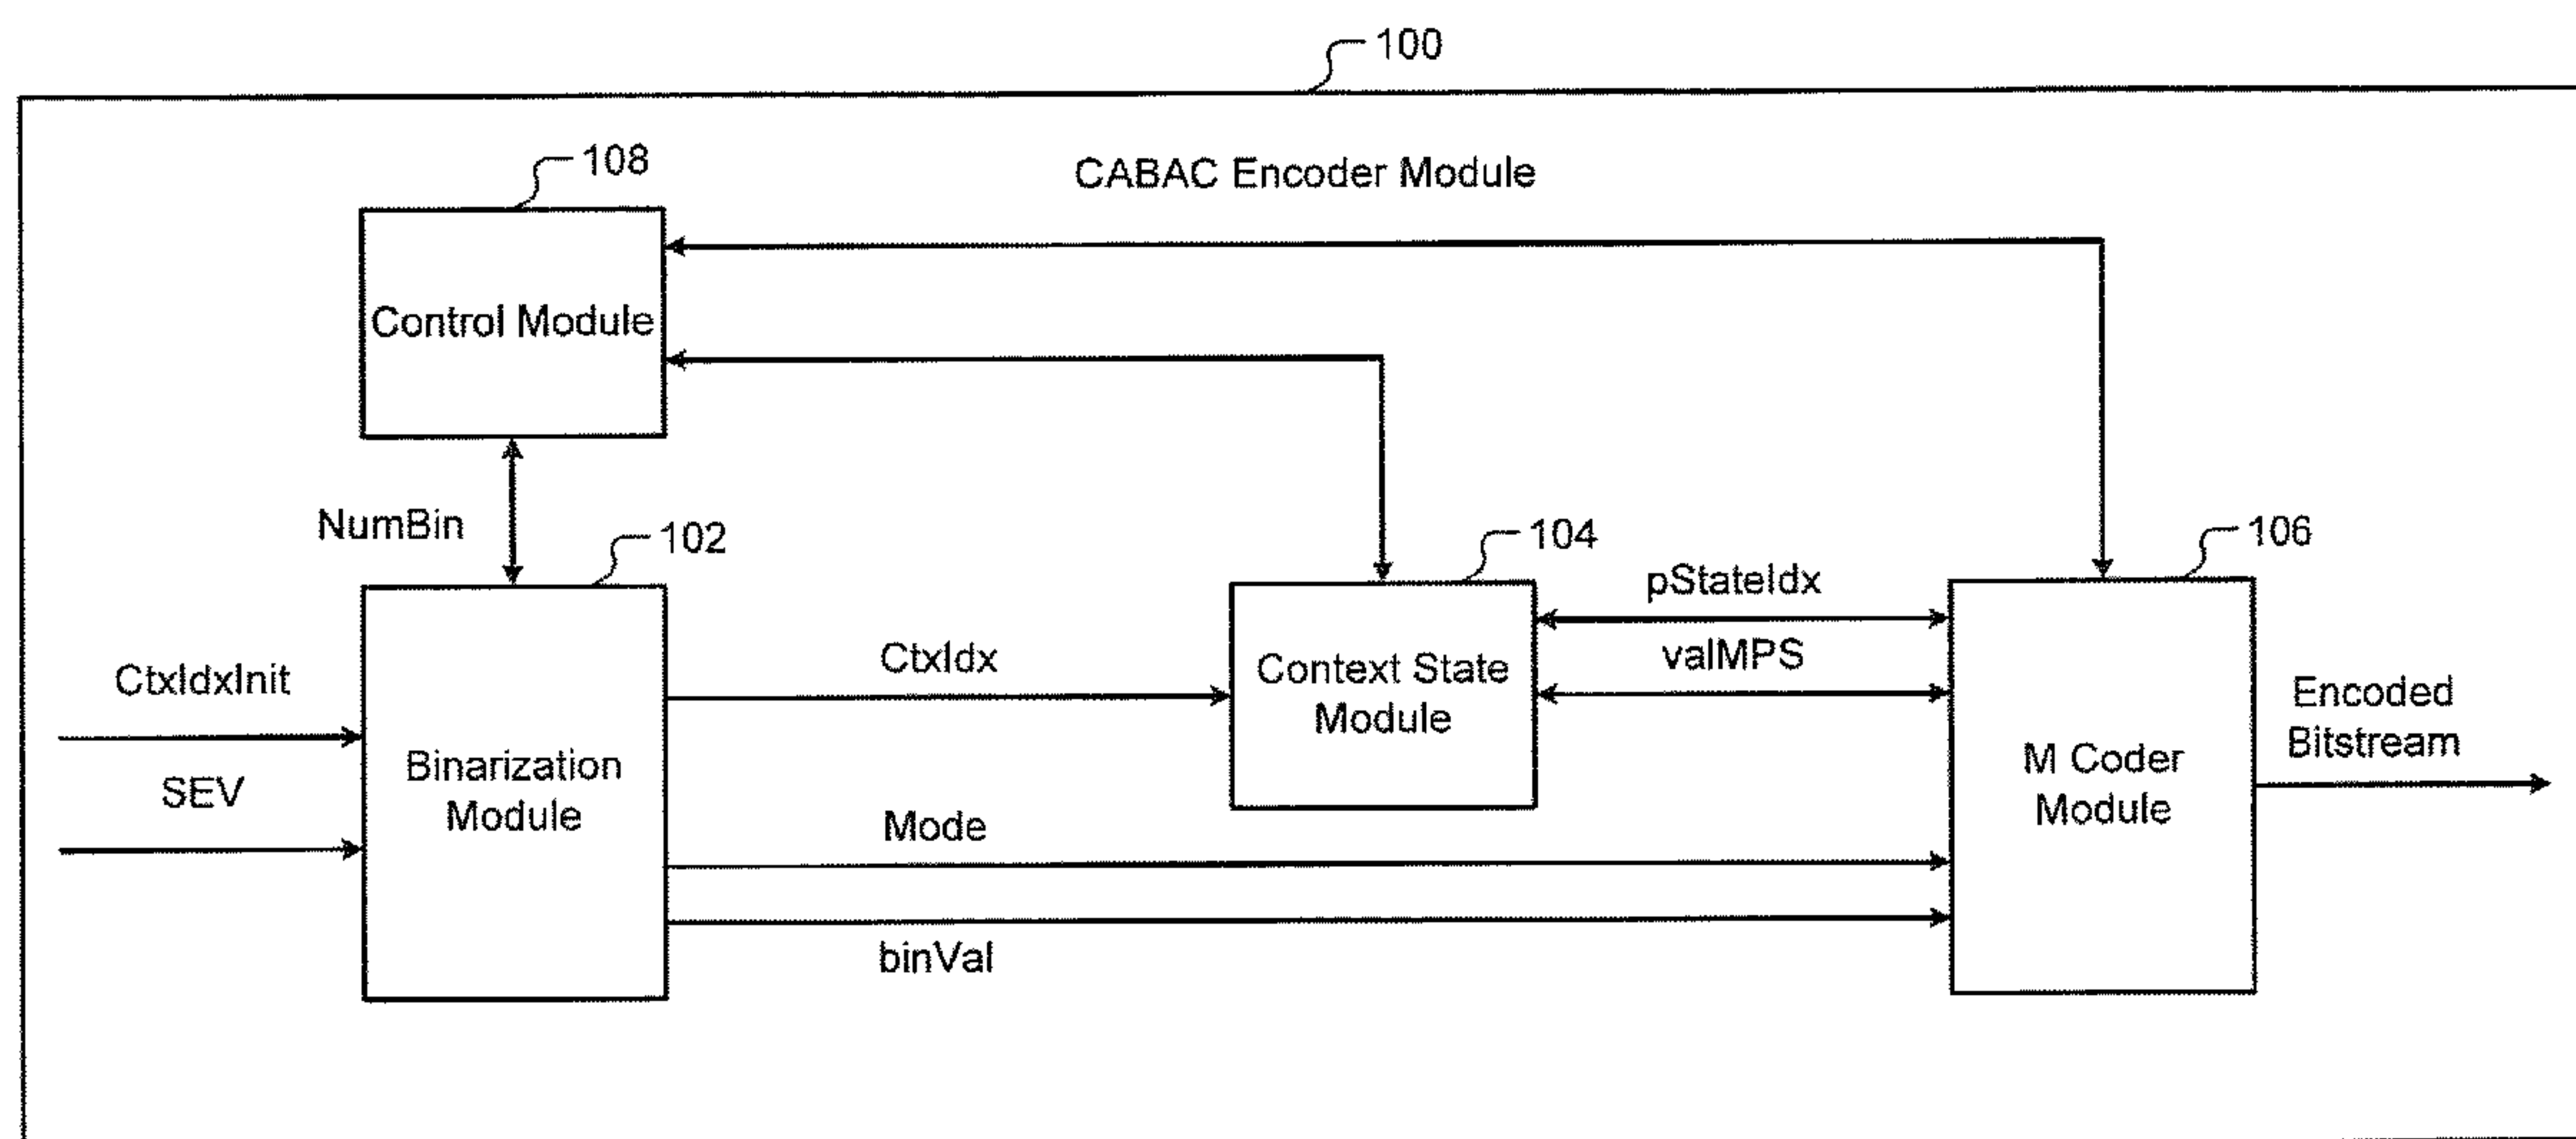 100
108
CABAC Encoder Module
Control Module
NumBin
102
104
106
pStateIdx
CtxIdxInit
CtxIdx
valMPS
Context State
Module
Encoded
Bitstream
SEV
Binarization
Module
M Coder
Module
Mode
binVal